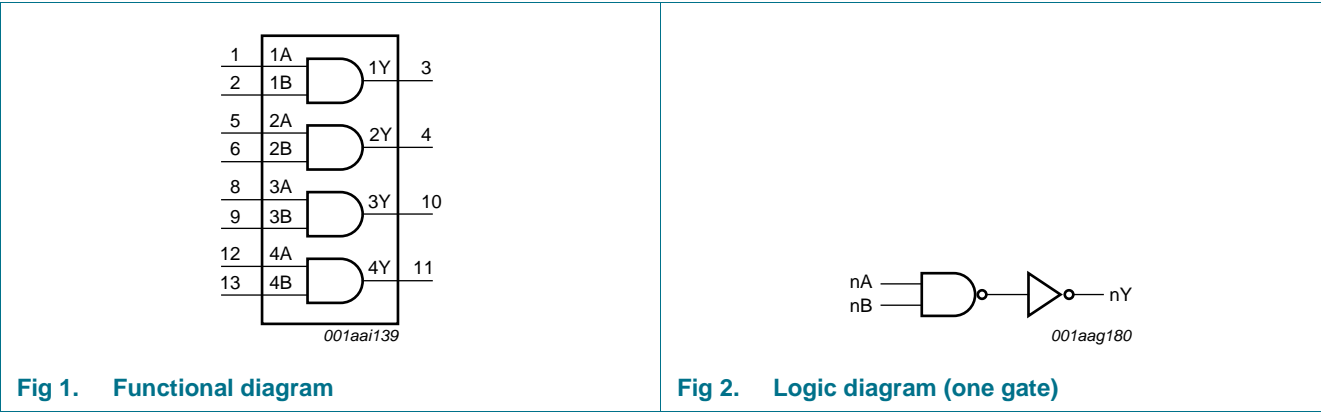 1 1A 1Y 3
2 1B
5 2A 2Y 4
6 2B
8 3A 3Y 10
9 3B
12 4A 4Y 11
13 4B
001aai139
Fig 1. Functional diagram
nA nY
nB
001aag180
Fig 2. Logic diagram (one gate)